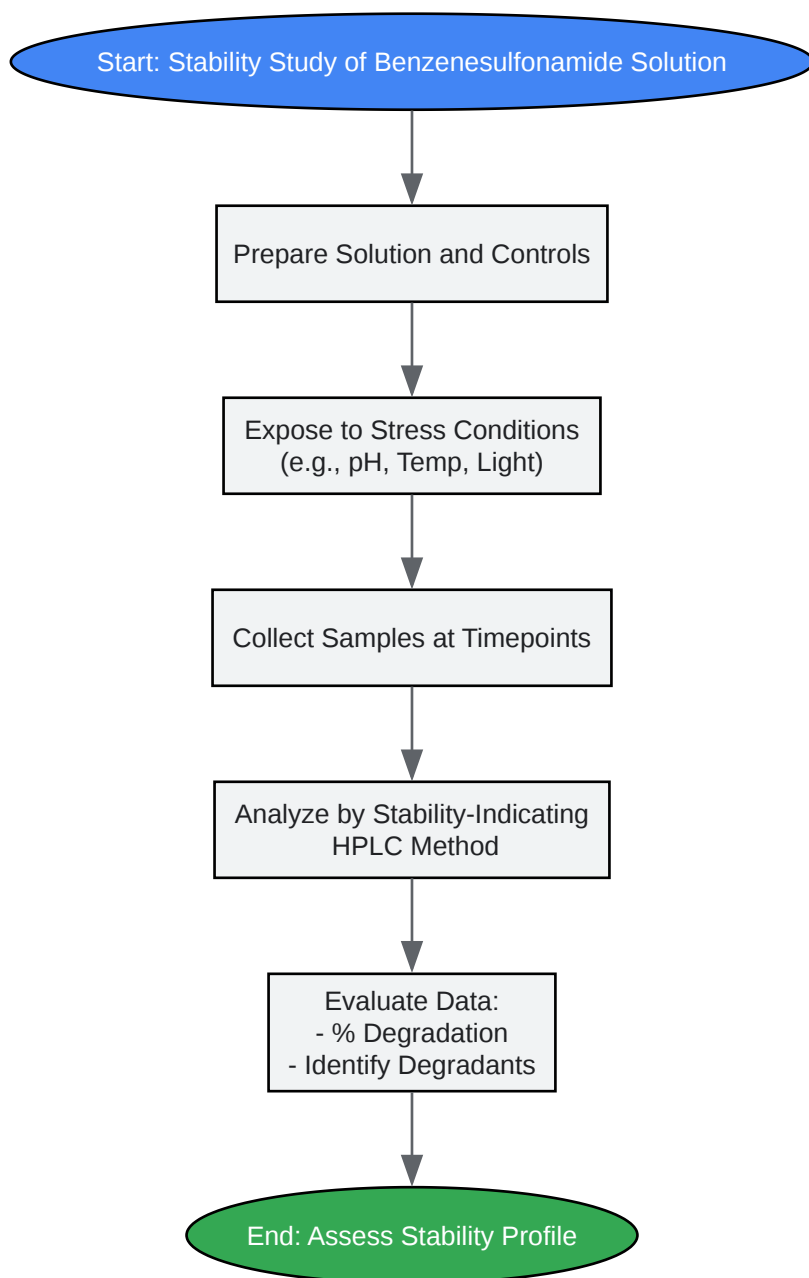 Start: Stability Study of Benzenesulfonamide Solution
Prepare Solution and Controls
Expose to Stress Conditions
(e.g., pH, Temp, Light)
Collect Samples at Timepoints
Analyze by Stability-Indicating
HPLC Method
Evaluate Data:
- % Degradation
- Identify Degradants
End: Assess Stability Profile